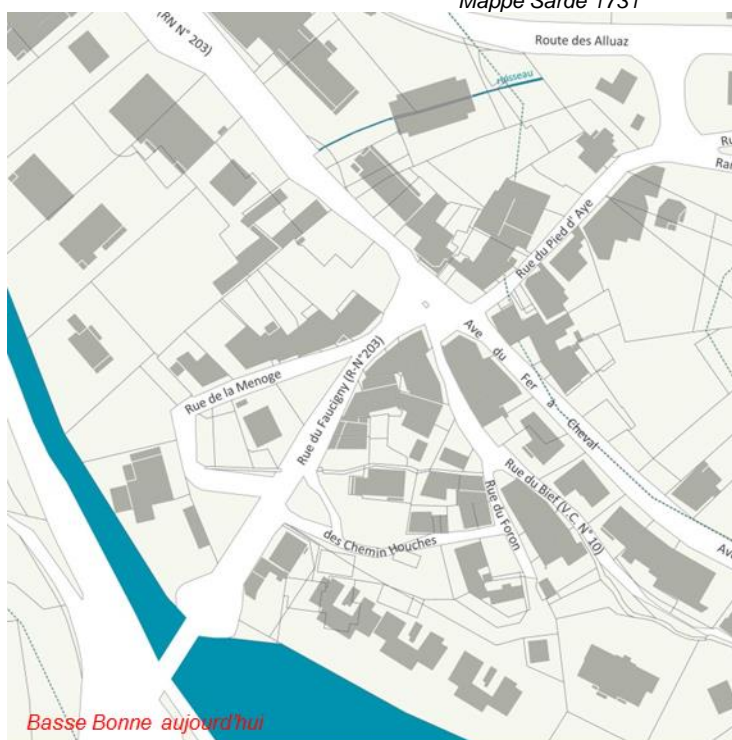 Mappe Sarde 1731
(RN N° 203)
Route des Alluaz
ruisseau
Ru
Rue du Pied d' Aye
Ave du Fer à Cheval
Rue de la Menoge
Rue du Faucigny (R-N°203)
Rue du Bief (V.C. N° 10)
Rue du Foron
des Chemin Houches
Ave
Basse Bonne aujourd'hui